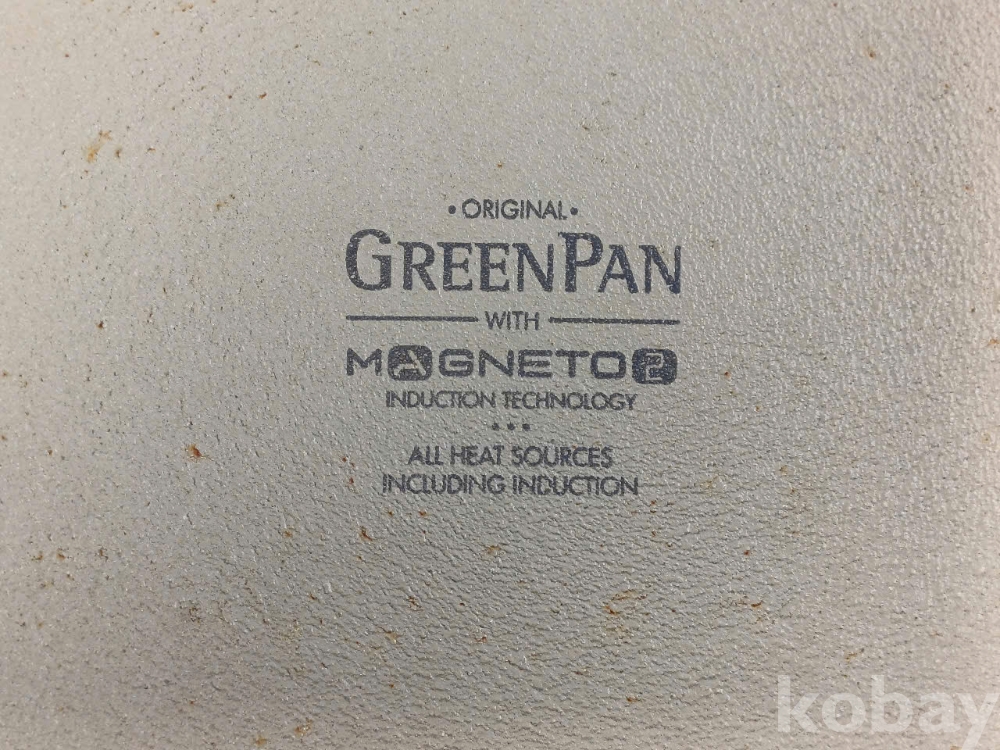 • ORIGINAL •
GREENPAN
WITH
MAGNETO 2
INDUCTION TECHNOLOGY
• • •
ALL HEAT SOURCES
INCLUDING INDUCTION
kobay